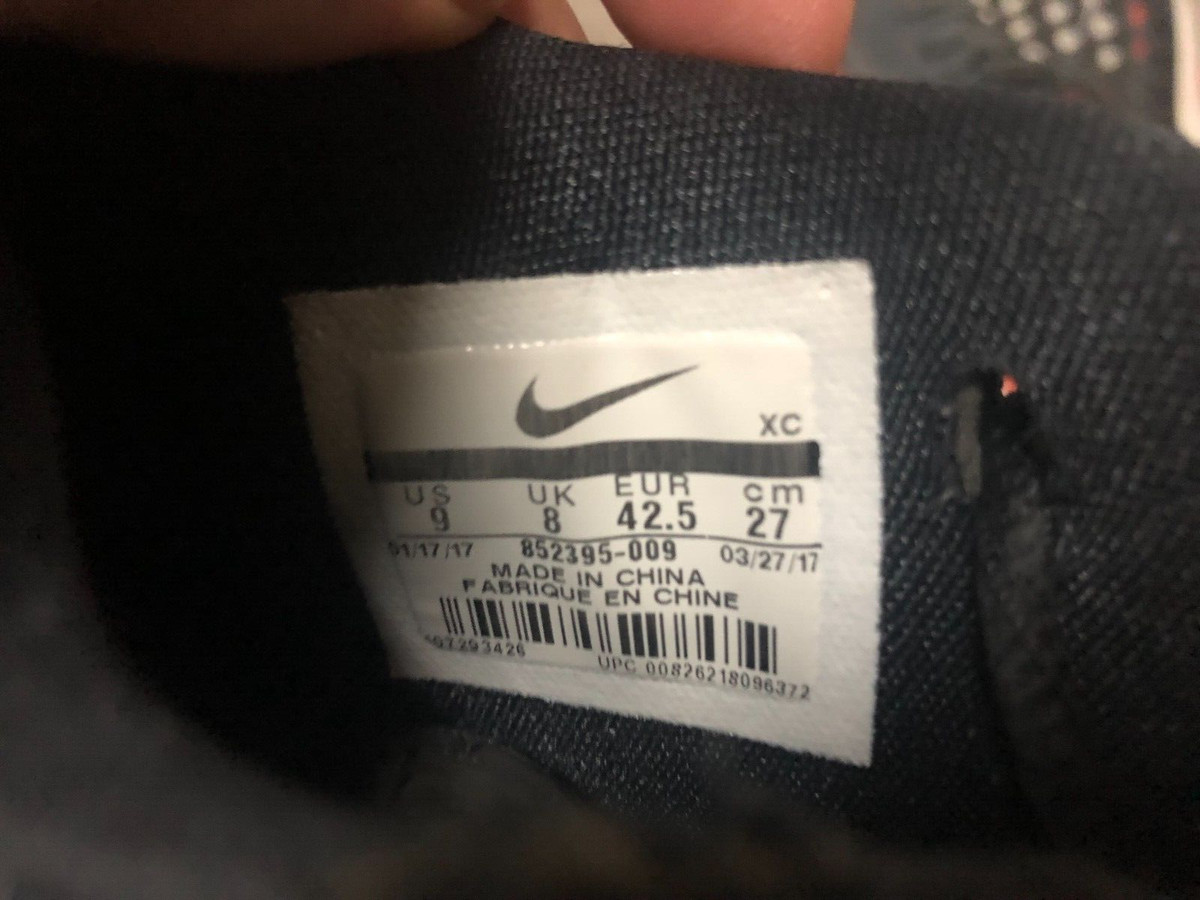 XC
US UK EUR cm
9 8 42.5 27
01/17/17 852395-009 03/27/17
MADE IN CHINA
FABRIQUE EN CHINE
07293426 UPC 00826218096372